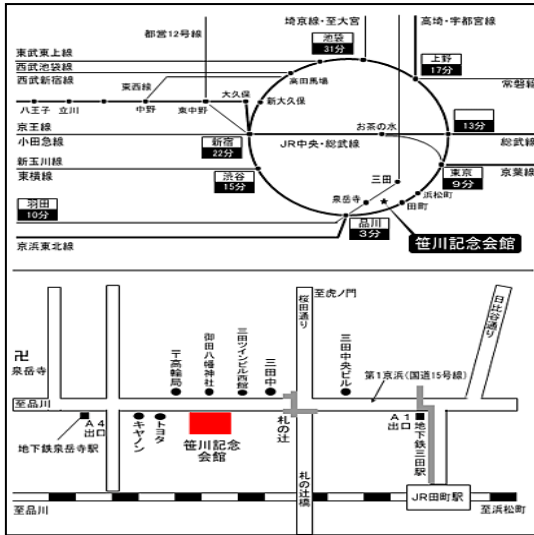 埼京線・至大宮
高崎・宇都宮線
都営12号線
池袋
31分
東武東上線
西武池袋線
西武新宿線
上野
17分
高田馬場
常磐線
東西線
大久保
新大久保
八王子
立川
中野
東中野
13分
お茶の水
京王線
小田急線
新宿
22分
JR中央・総武線
総武線
新玉川線
東横線
渋谷
15分
三田
東京
9分
京葉線
羽田
10分
泉岳寺
浜松町
田町
品川
3分
笹川記念会館
京浜東北線
至虎ノ門
桜田通り
日比谷通り
卍
泉岳寺
〒高輪局
御田八幡神社
三田ツインビル西館
三田中
三田中央ビル
第1京浜(国道15号線)
至品川
A4出口
地下鉄泉岳寺駅
キャノン
トヨタ
笹川記念
会館
札の辻
A1出口
地下鉄三田駅
札の辻橋
JR田町駅
至品川
至浜松町